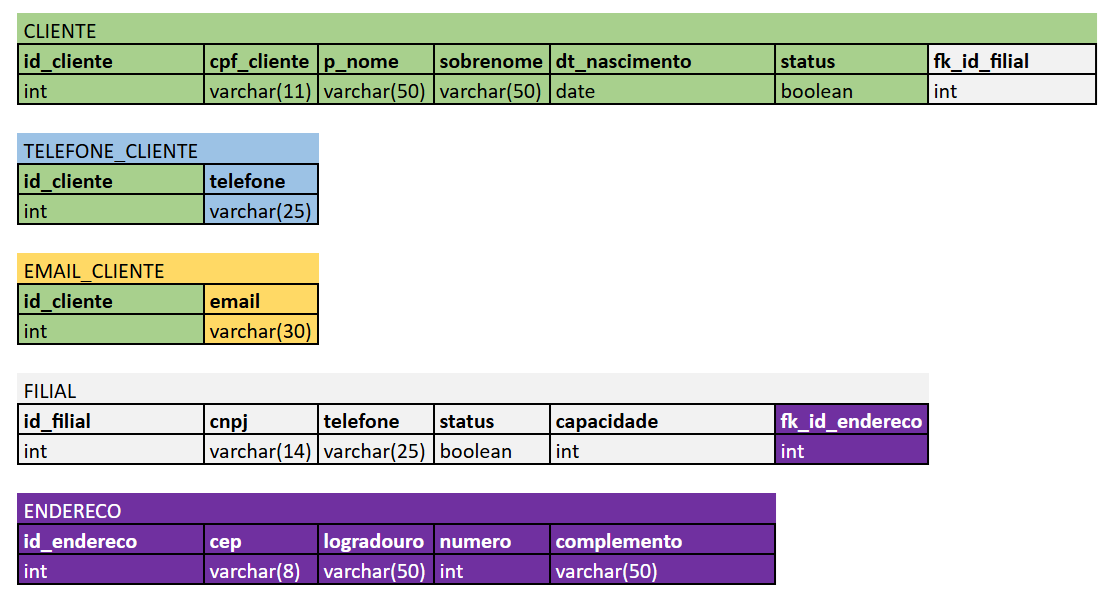 CLIENTE
id_cliente cpf_cliente p_nome sobrenome dt_nascimento status fk_id_filial
int varchar(11) varchar(50) varchar(50) date boolean int
TELEFONE_CLIENTE
id_cliente telefone
int varchar(25)
EMAIL_CLIENTE
id_cliente email
int varchar(30)
FILIAL
id_filial cnpj telefone status capacidade fk_id_endereco
int varchar(14) varchar(25) boolean int int
ENDERECO
id_endereco cep logradouro numero complemento
int varchar(8) varchar(50) int varchar(50)